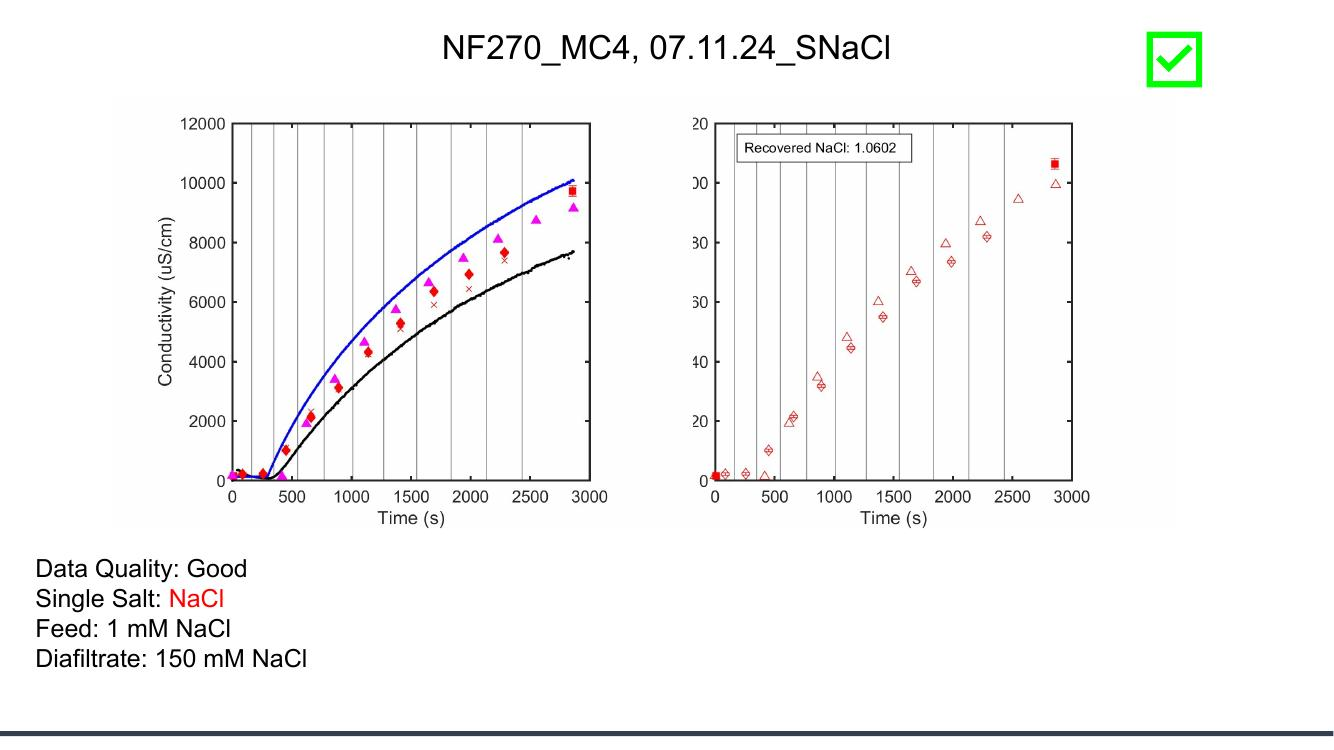 NF270_MC4, 07.11.24_SNaCl
12000
10000
8000
6000
4000
2000
0
Conductivity (uS/cm)
0 500 1000 1500 2000 2500 3000
Time (s)
20
00
80
60
40
20
0
Recovered NaCl: 1.0602
0 500 1000 1500 2000 2500 3000
Time (s)
Data Quality: Good
Single Salt: NaCl
Feed: 1 mM NaCl
Diafiltrate: 150 mM NaCl